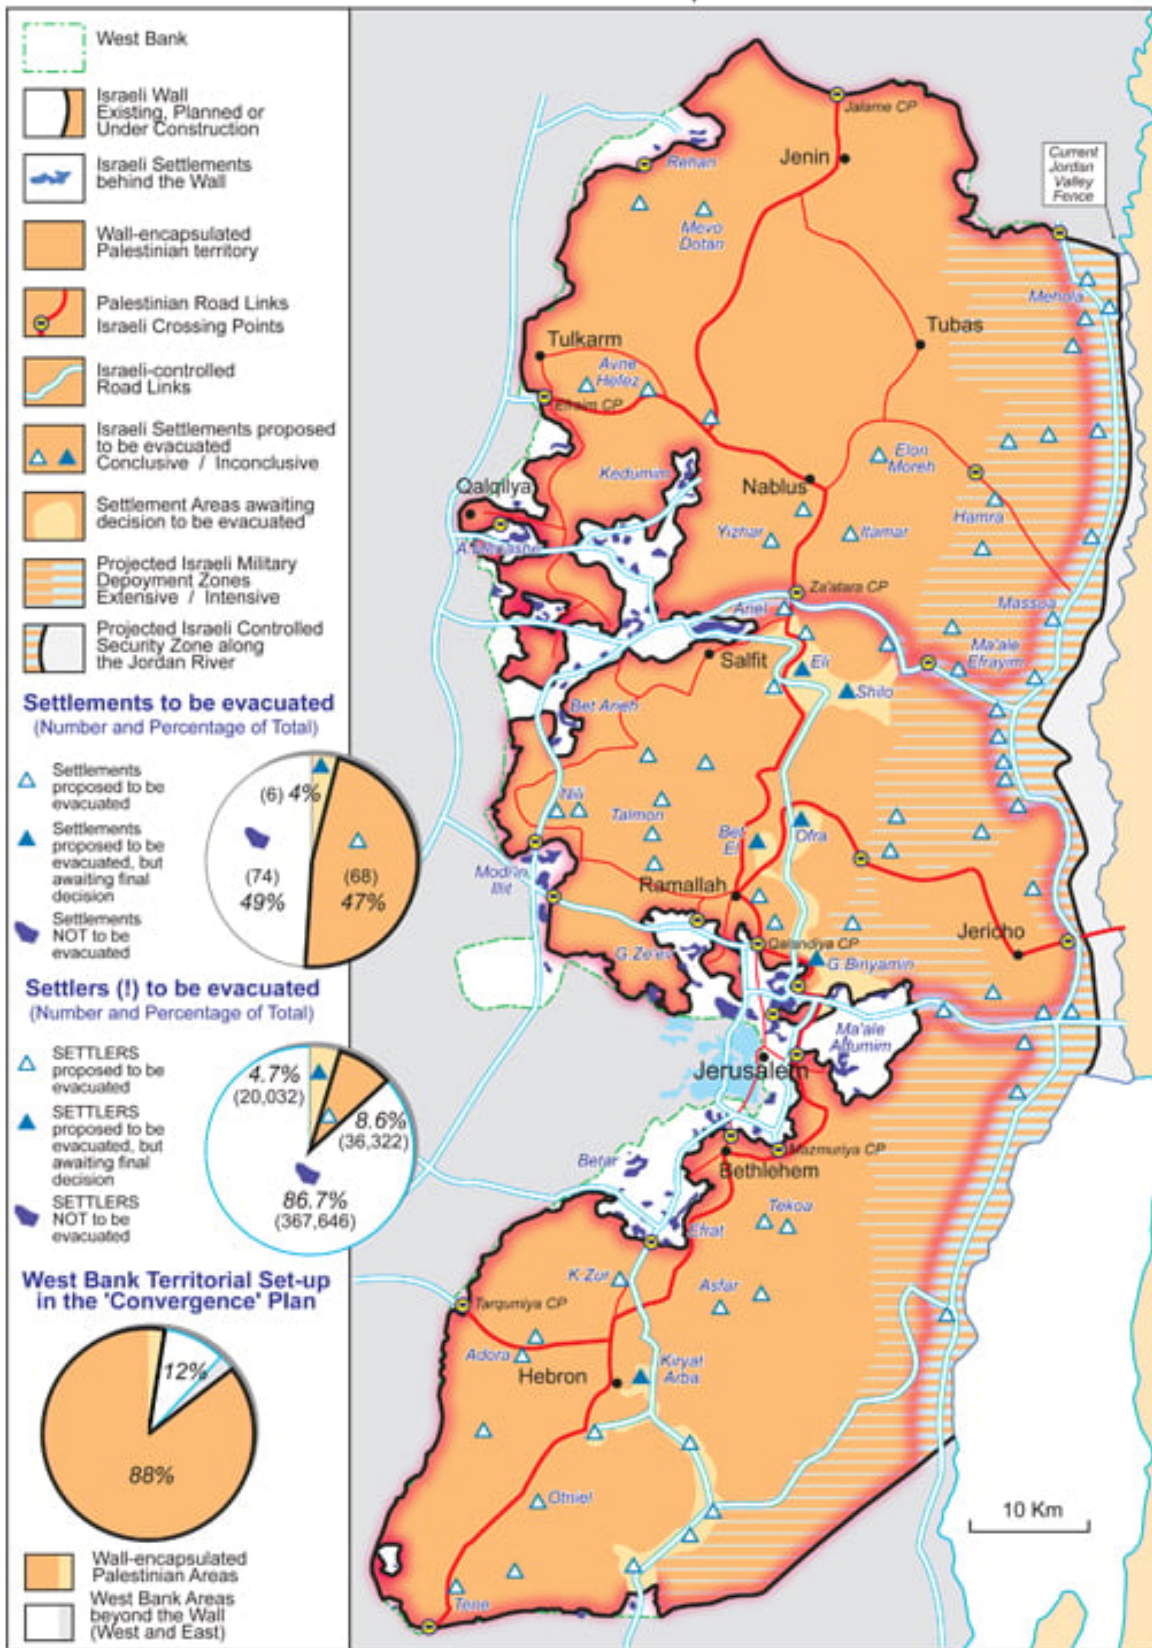 West Bank
Israeli Wall
Existing, Planned or
Under Construction
Israeli Settlements
behind the Wall
Wall-encapsulated
Palestinian territory
Palestinian Road Links
Israeli Crossing Points
Israeli-controlled
Road Links
Israeli Settlements proposed
to be evacuated
Conclusive / Inconclusive
Settlement Areas awaiting
decision to be evacuated
Projected Israeli Military
Depoyment Zones
Extensive / Intensive
Projected Israeli Controlled
Security Zone along
the Jordan River
Settlements to be evacuated
(Number and Percentage of Total)
Settlements
proposed to be
evacuated
Settlements
proposed to be
evacuated, but
awaiting final
decision
Settlements
NOT to be
evacuated
(6) 4%
(74)
49%
(68)
47%
Settlers (!) to be evacuated
(Number and Percentage of Total)
SETTLERS
proposed to be
evacuated
SETTLERS
proposed to be
evacuated, but
awaiting final
decision
SETTLERS
NOT to be
evacuated
4.7%
(20,032)
8.6%
(36,322)
86.7%
(367,646)
West Bank Territorial Set-up
in the 'Convergence' Plan
12%
88%
Wall-encapsulated
Palestinian Areas
West Bank Areas
beyond the Wall
(West and East)
Jalame CP
Jenin
Current
Jordan
Valley
Fence
Rehan
Mevo
Dotan
Mehola
Tubas
Tulkarm
Avne
Hefez
Efraim CP
Elon
Moreh
Kedumim
Nablus
Qalqilya
Hamra
Yizhar
Itamar
Za'atara CP
Massoa
Ariel
Ma'ale
Efrayim
Salfit
Eli
Shilo
Bet Arieh
Nili
Talmon
Bet
El
Ofra
Modi'in
Illit
Ramallah
Jericho
Qalandiya CP
G.Ze'ev
G.Binyamin
Ma'ale
Adumim
Jerusalem
Mazmuriya CP
Betar
Bethlehem
Tekoa
Efrat
K.Zur
Asfar
Tarqumiya CP
Adora
Kiryat
Arba
Hebron
Otniel
10 Km
Tene